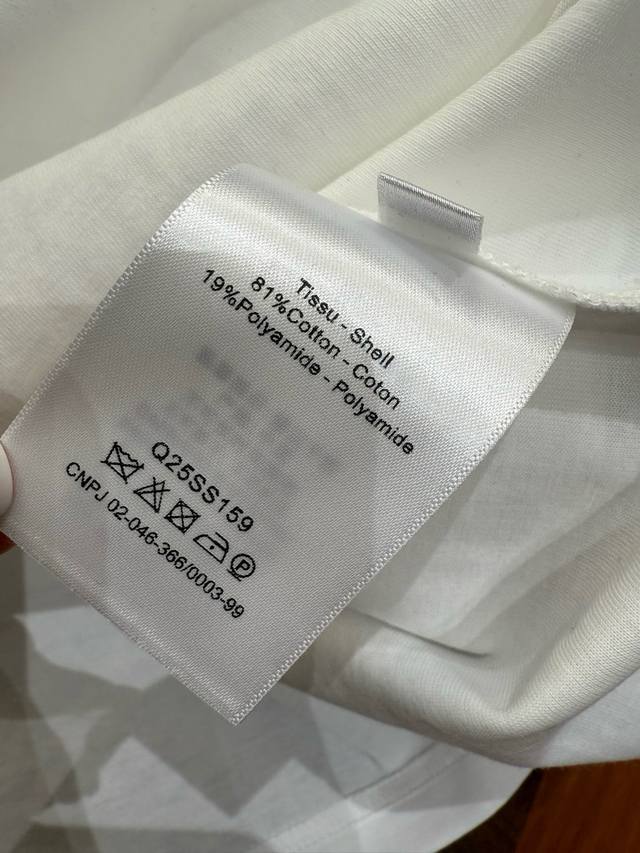 Tissu - Shell
81%Cotton - Coton
19%Polyamide - Polyamide
Q25SS159
P
CNPJ 02-046-366/0003-99